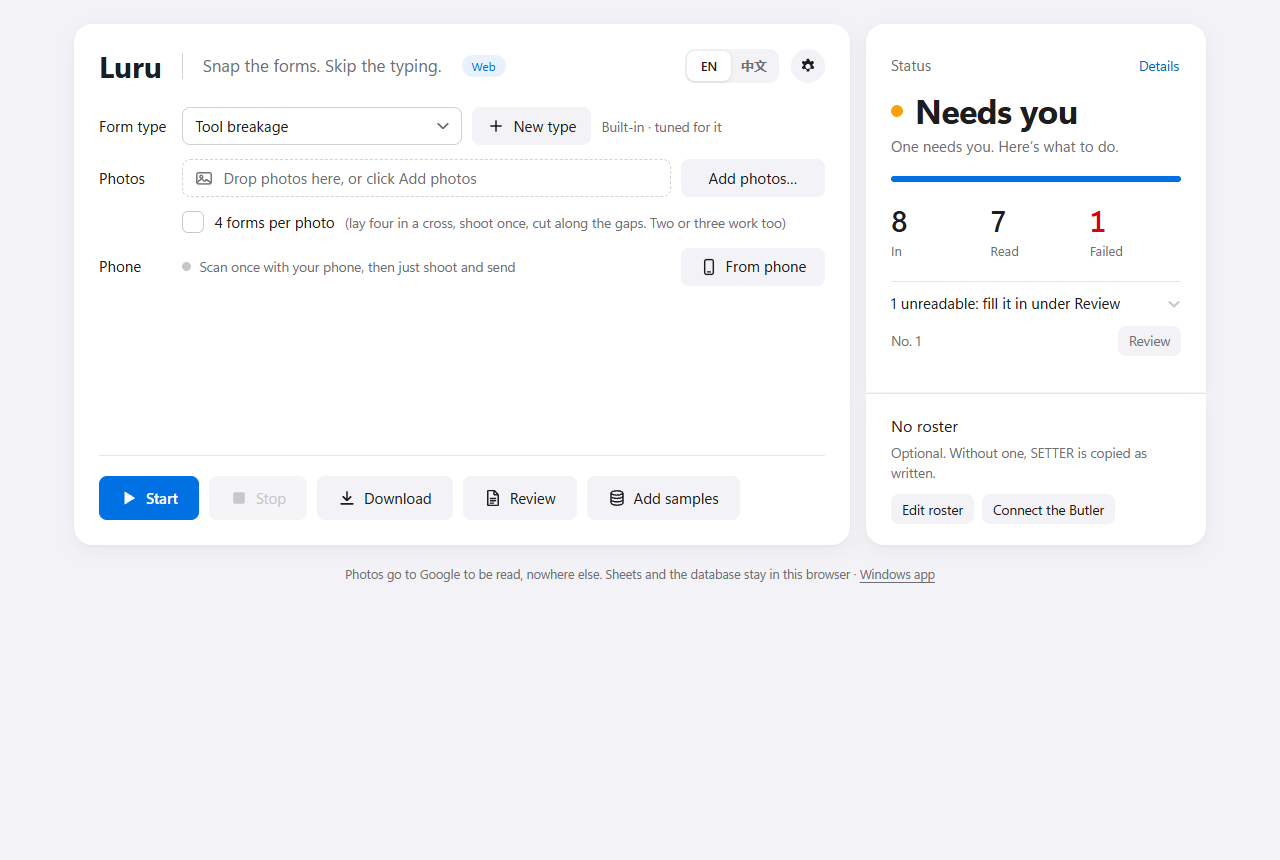 Luru
Snap the forms. Skip the typing.
Web
EN
中文
Form type
Tool breakage
New type
Built-in · tuned for it
Photos
Drop photos here, or click Add photos
Add photos...
4 forms per photo (lay four in a cross, shoot once, cut along the gaps. Two or three work too)
Phone
Scan once with your phone, then just shoot and send
From phone
Start
Stop
Download
Review
Add samples
Status
Details
Needs you
One needs you. Here's what to do.
8
7
1
In
Read
Failed
1 unreadable: fill it in under Review
No. 1
Review
No roster
Optional. Without one, SETTER is copied as
written.
Edit roster
Connect the Butler
Photos go to Google to be read, nowhere else. Sheets and the database stay in this browser · Windows app